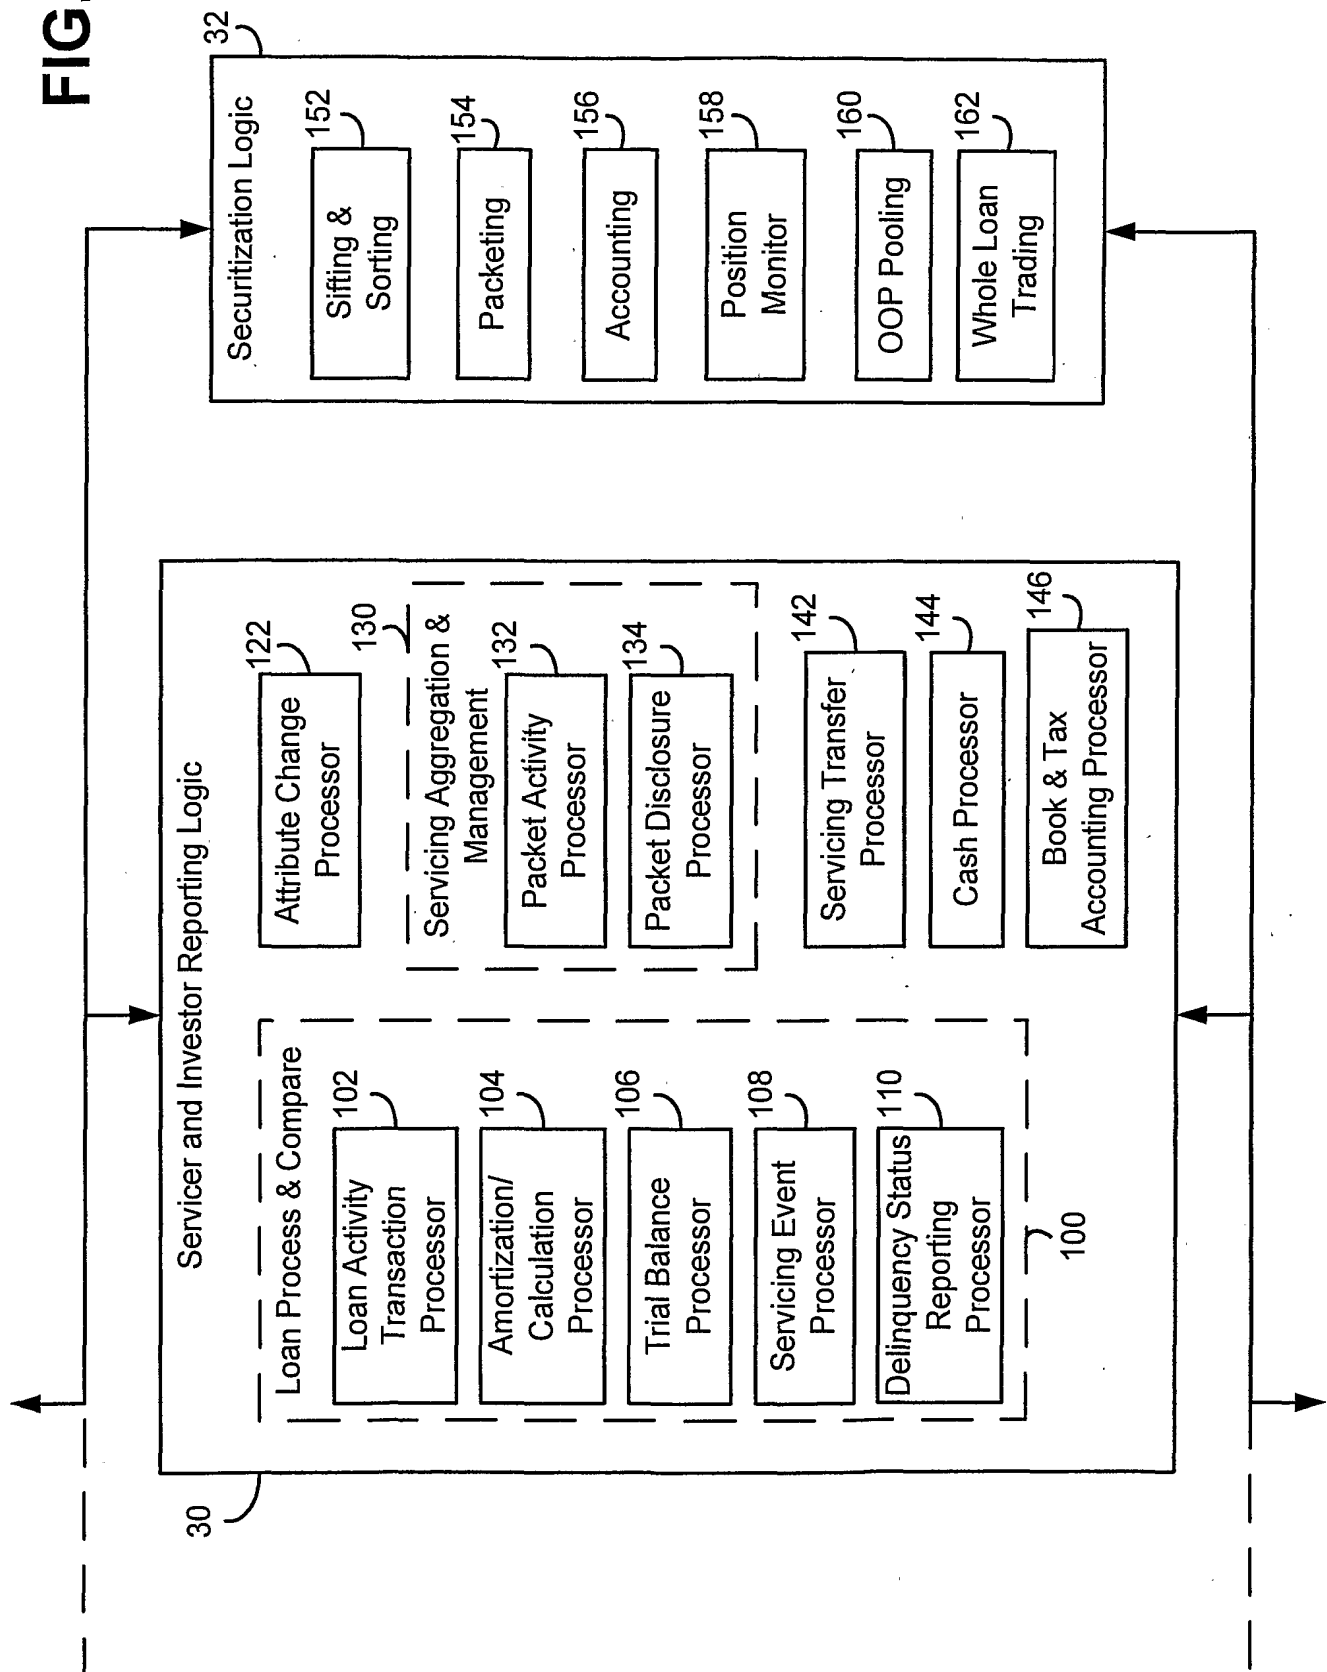 FIG.
Servicer and Investor Reporting Logic
30
Loan Process & Compare
Loan Activity
Transaction
Processor
102
Amortization/
Calculation
Processor
104
Trial Balance
Processor
106
Servicing Event
Processor
108
Delinquency Status
Reporting
Processor
110
100
Attribute Change
Processor
122
130
Servicing Aggregation &
Management
Packet Activity
Processor
132
Packet Disclosure
Processor
134
Servicing Transfer
Processor
142
Cash Processor
144
Book & Tax
Accounting Processor
146
Securitization Logic
32
Sifting &
Sorting
152
Packeting
154
Accounting
156
Position
Monitor
158
OOP Pooling
160
Whole Loan
Trading
162